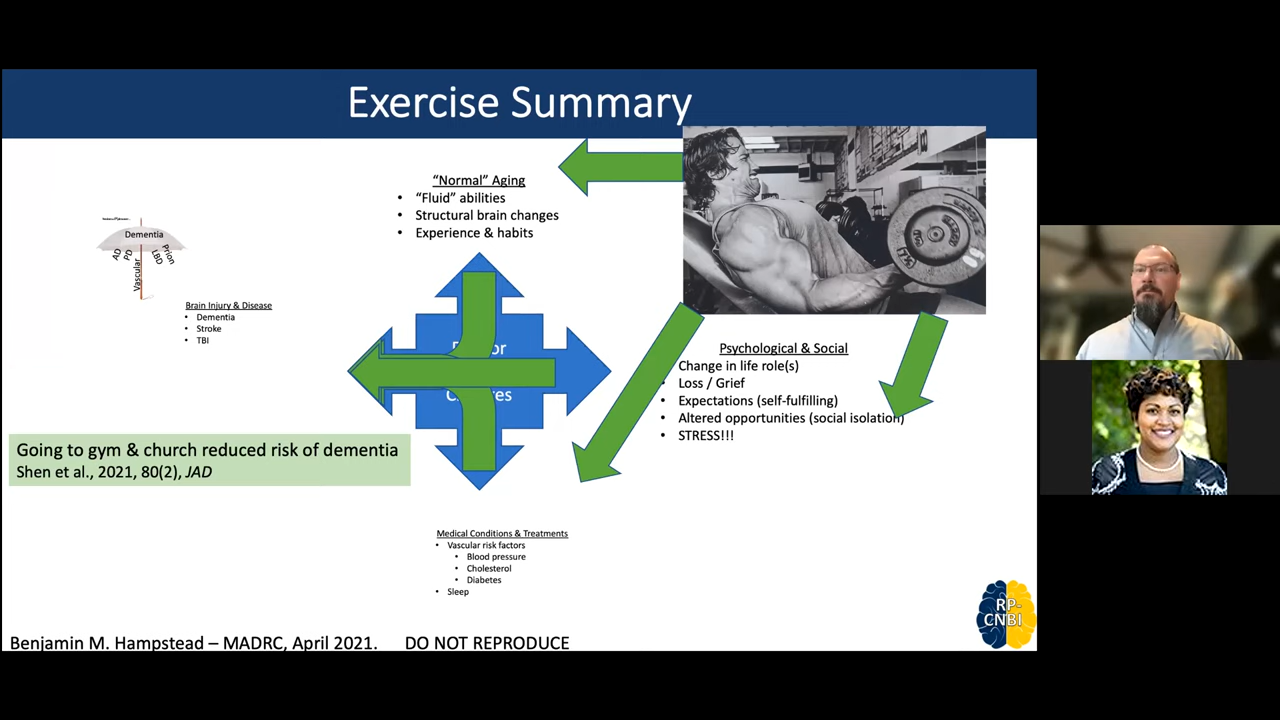 Exercise Summary
“Normal” Aging
• “Fluid” abilities
• Structural brain changes
• Experience & habits
Dementia
AD
PD
Vascular
LBD
Prion
Brain Injury & Disease
• Dementia
• Stroke
• TBI
Psychological & Social
Change in life role(s)
• Loss / Grief
• Expectations (self-fulfilling)
• Altered opportunities (social isolation)
• STRESS!!!
Going to gym & church reduced risk of dementia
Shen et al., 2021, 80(2), JAD
Medical Conditions & Treatments
• Vascular risk factors
• Blood pressure
• Cholesterol
• Diabetes
• Sleep
RP-
CNBI
Benjamin M. Hampstead – MADRC, April 2021. DO NOT REPRODUCE